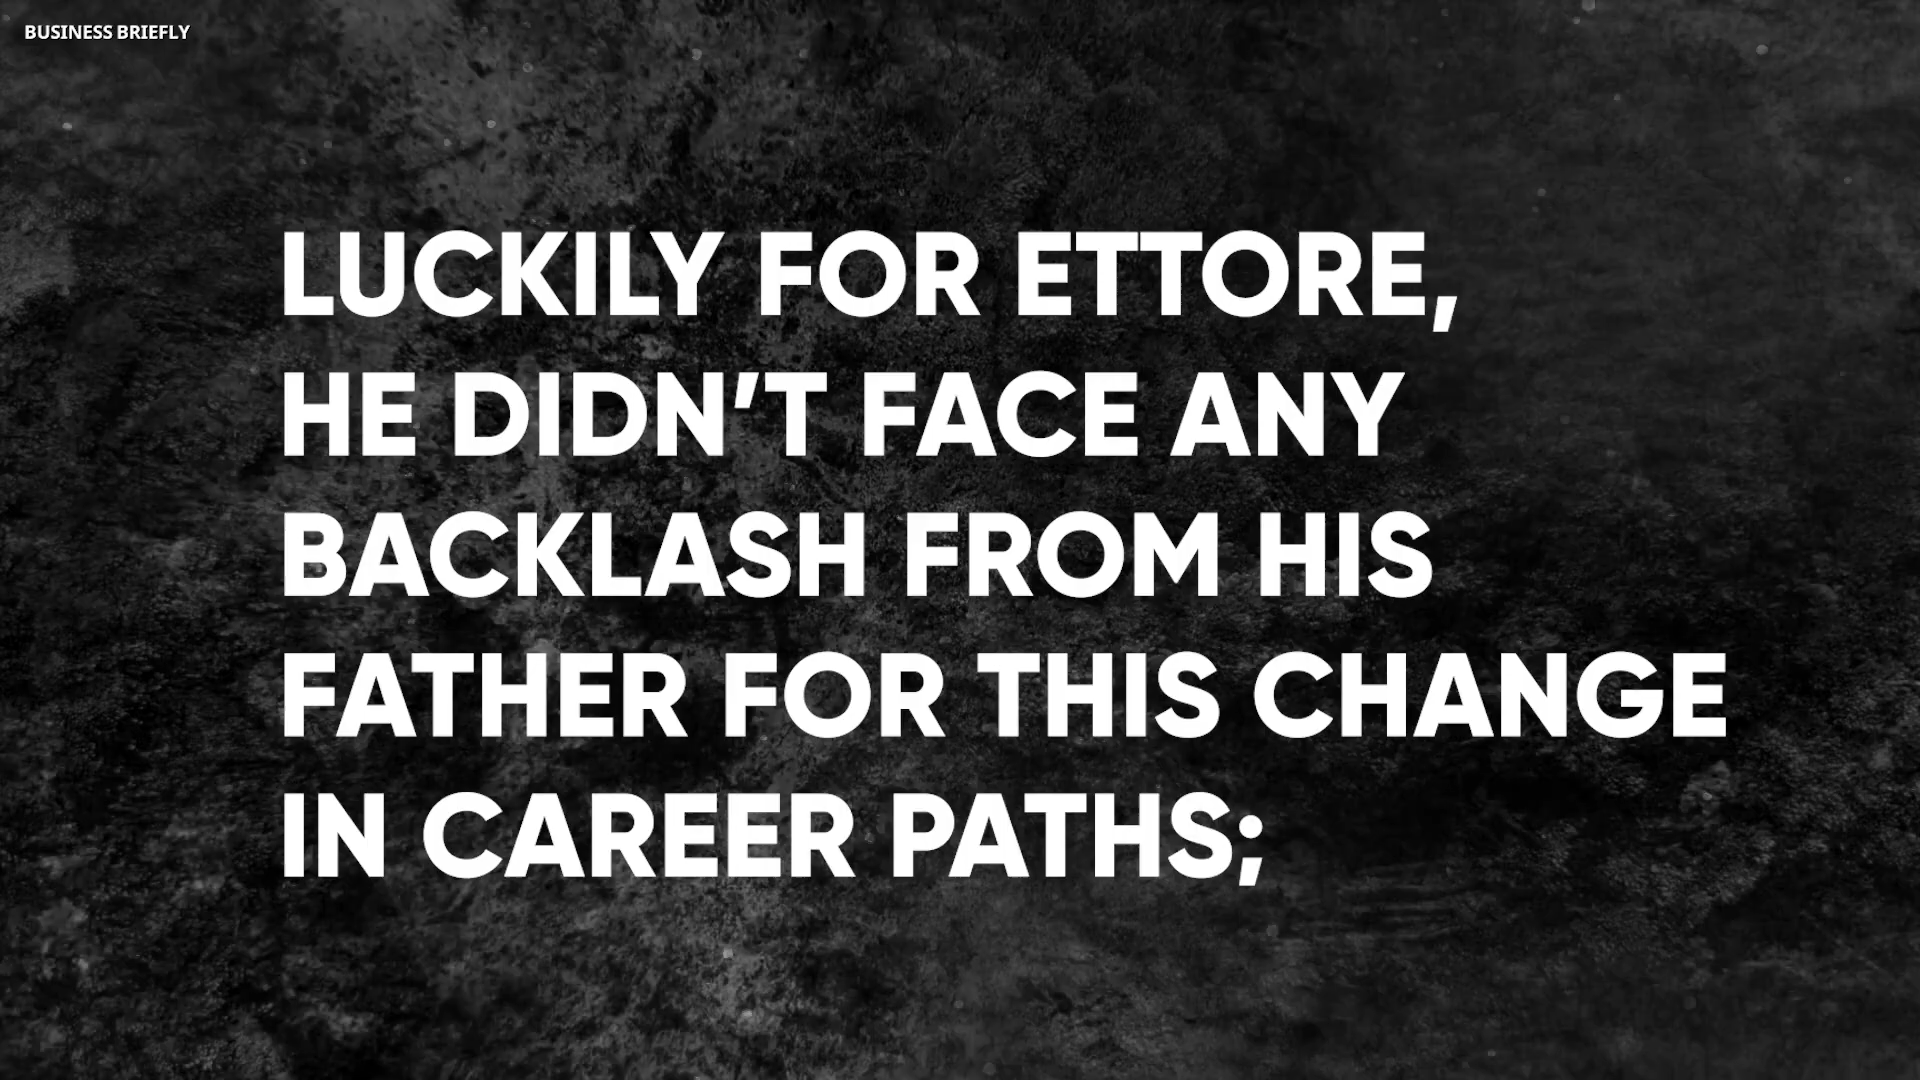 BUSINESS BRIEFLY
LUCKILY FOR ETTORE,
HE DIDN’T FACE ANY
BACKLASH FROM HIS
FATHER FOR THIS CHANGE
IN CAREER PATHS;